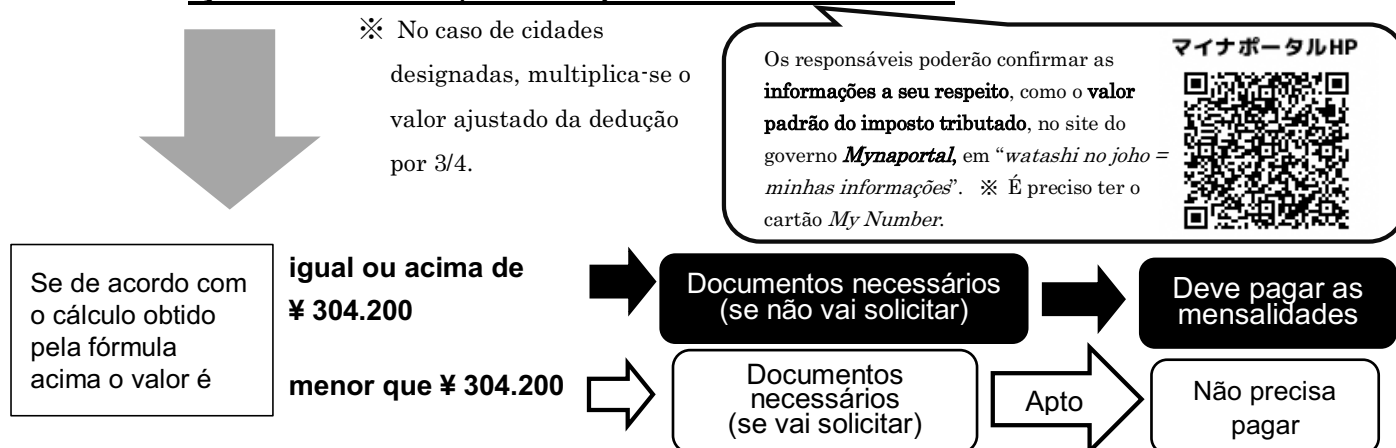 ※ No caso de cidades
designadas, multiplica-se o
valor ajustado da dedução
por 3/4.
マイナポータルHP
Os responsáveis poderão confirmar as
informações a seu respeito, como o valor
padrão do imposto tributado, no site do
governo Mynaportal, em “watashi no joho =
minhas informações”. ※ É preciso ter o
cartão My Number.
Se de acordo com
o cálculo obtido
pela fórmula
acima o valor é
igual ou acima de
¥ 304.200
Documentos necessários
(se não vai solicitar)
Deve pagar as
mensalidades
menor que ¥ 304.200
Documentos
necessários
(se vai solicitar)
Apto
Não precisa
pagar